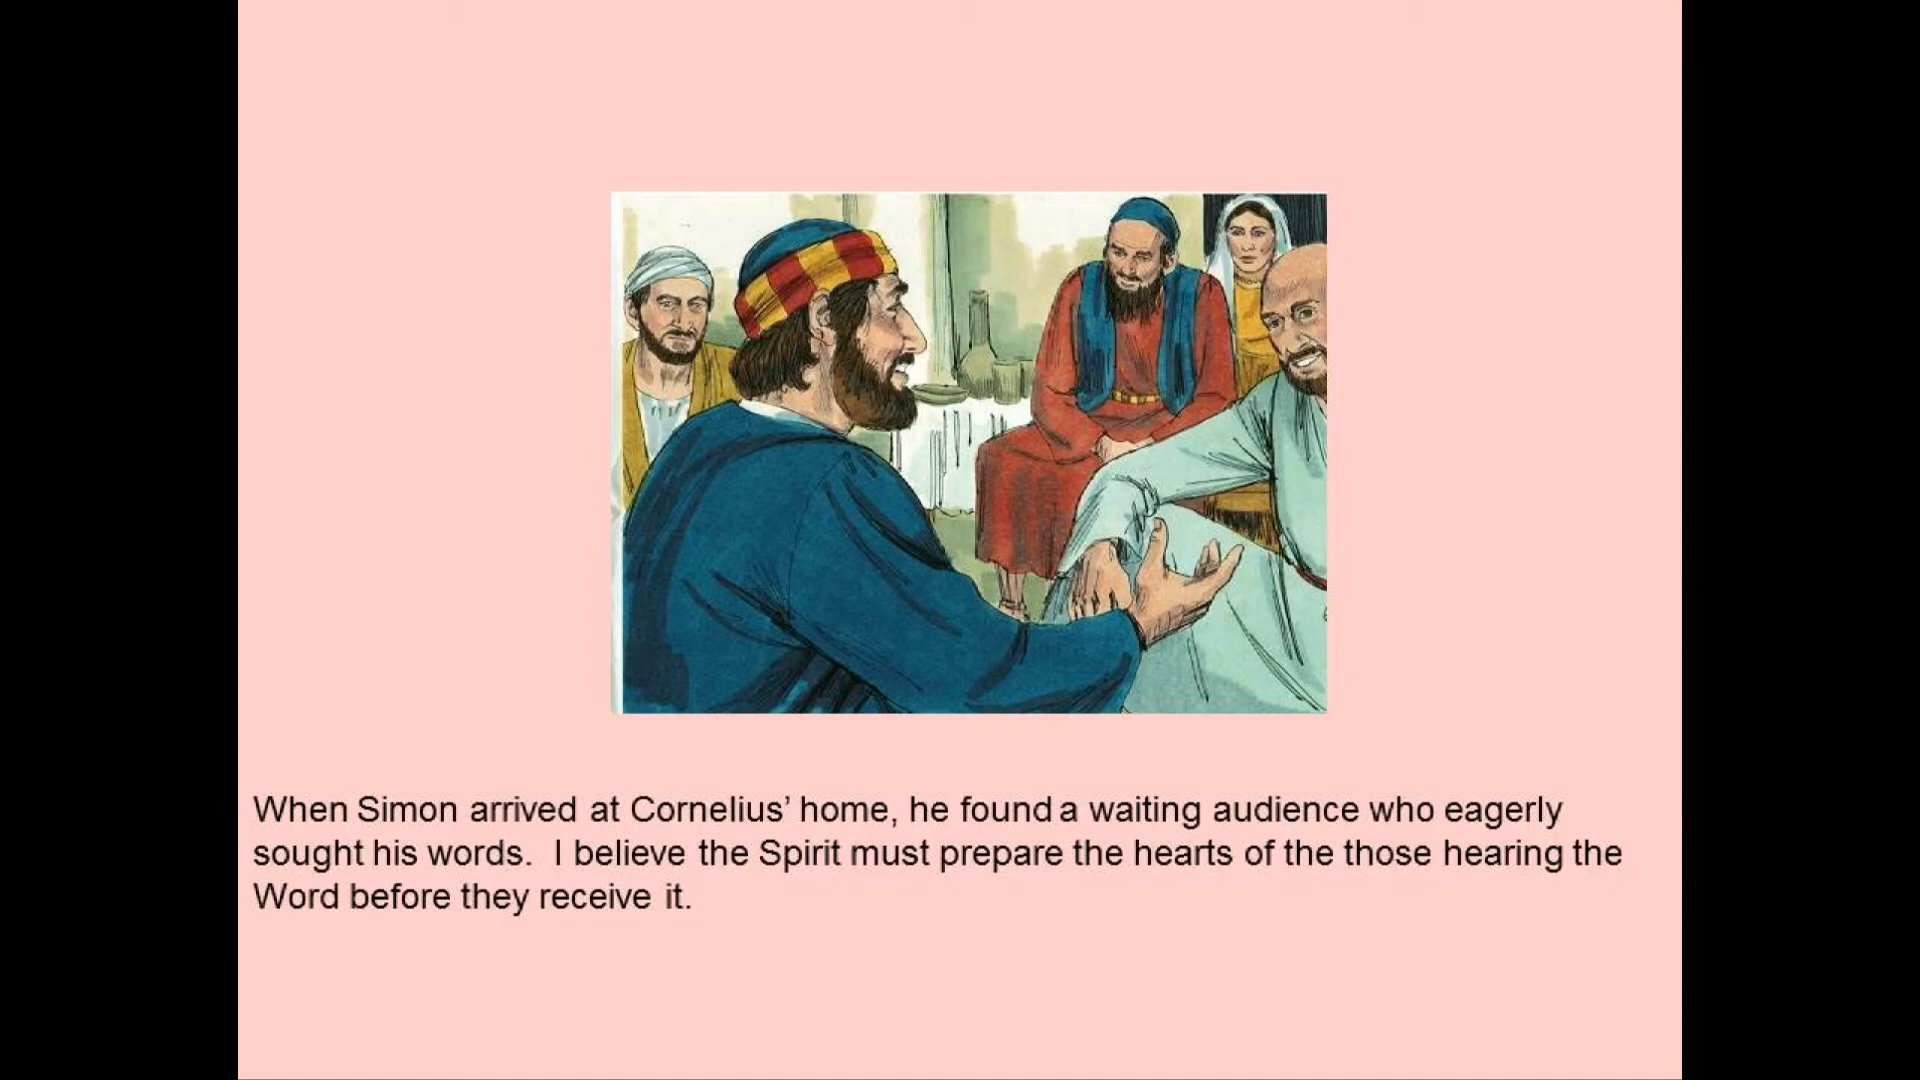 When Simon arrived at Cornelius’ home, he found a waiting audience who eagerly
sought his words.  I believe the Spirit must prepare the hearts of the those hearing the
Word before they receive it.